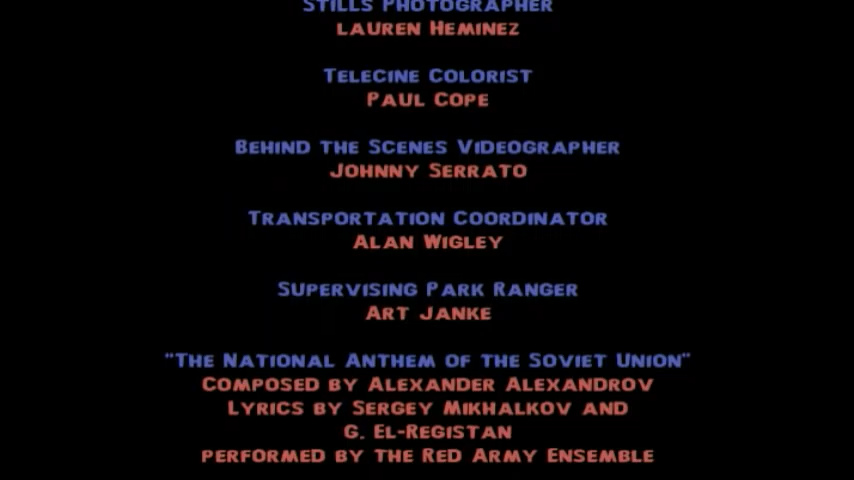 STILLS PHOTOGRAPHER
LAUREN HEMINEZ
TELECINE COLORIST
PAUL COPE
BEHIND THE SCENES VIDEOGRAPHER
JOHNNY SERRATO
TRANSPORTATION COORDINATOR
ALAN WIGLEY
SUPERVISING PARK RANGER
ART JANKE
"THE NATIONAL ANTHEM OF THE SOVIET UNION"
COMPOSED BY ALEXANDER ALEXANDROV
LYRICS BY SERGEY MIKHALKOV AND
G. EL-REGISTAN
PERFORMED BY THE RED ARMY ENSEMBLE